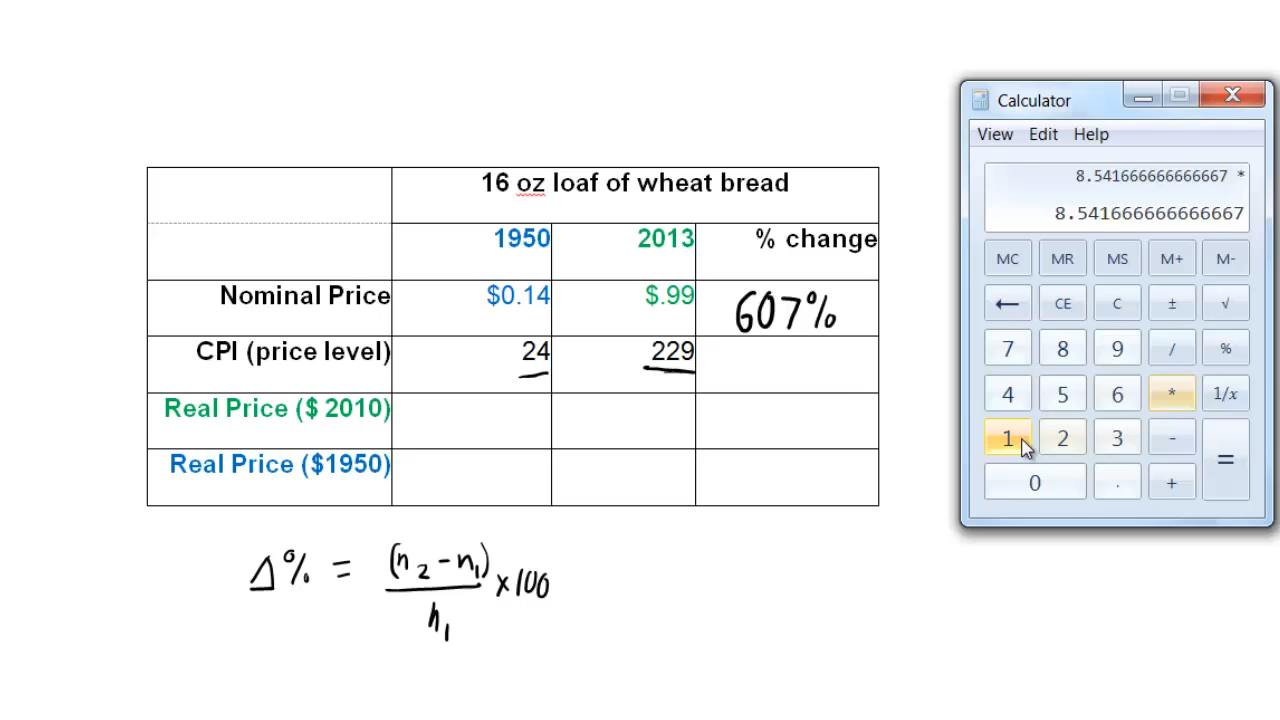 16 oz loaf of wheat bread
1950 2013 % change
Nominal Price $0.14 $.99 607%
CPI (price level) 24 229
Real Price ($ 2010)
Real Price ($1950)
Δ% = (n2 - n1) x 100
n1
Calculator
View Edit Help
8.541666666666667 *
8.541666666666667
MC MR MS M+ M-
← CE C ± √
7 8 9 / %
4 5 6 * 1/x
1 2 3 -
0 . + =